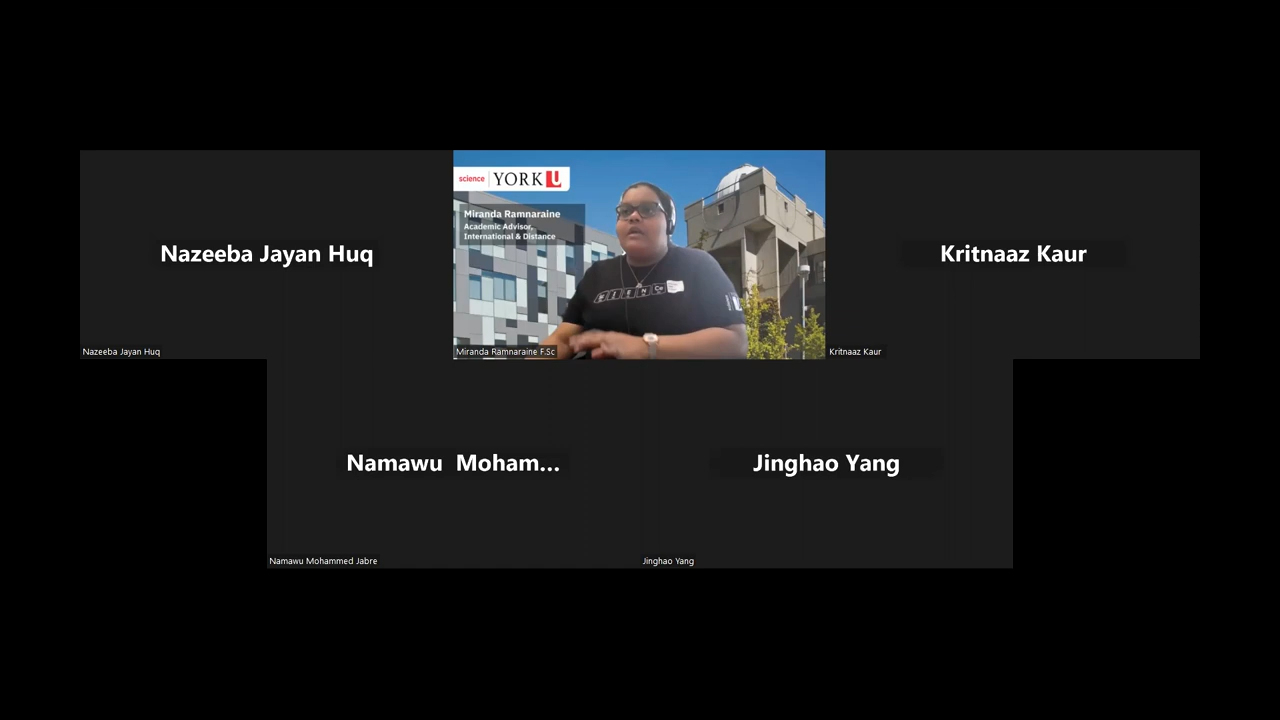 science YORK U
Miranda Ramnaraine
Academic Advisor,
International & Distance
Nazeeba Jayan Huq
Kritnaaz Kaur
SCIENCE
Nazeeba Jayan Huq
Miranda Ramnaraine F.Sc
Kritnaaz Kaur
Namawu Moham...
Jinghao Yang
Namawu Mohammed Jabre
Jinghao Yang